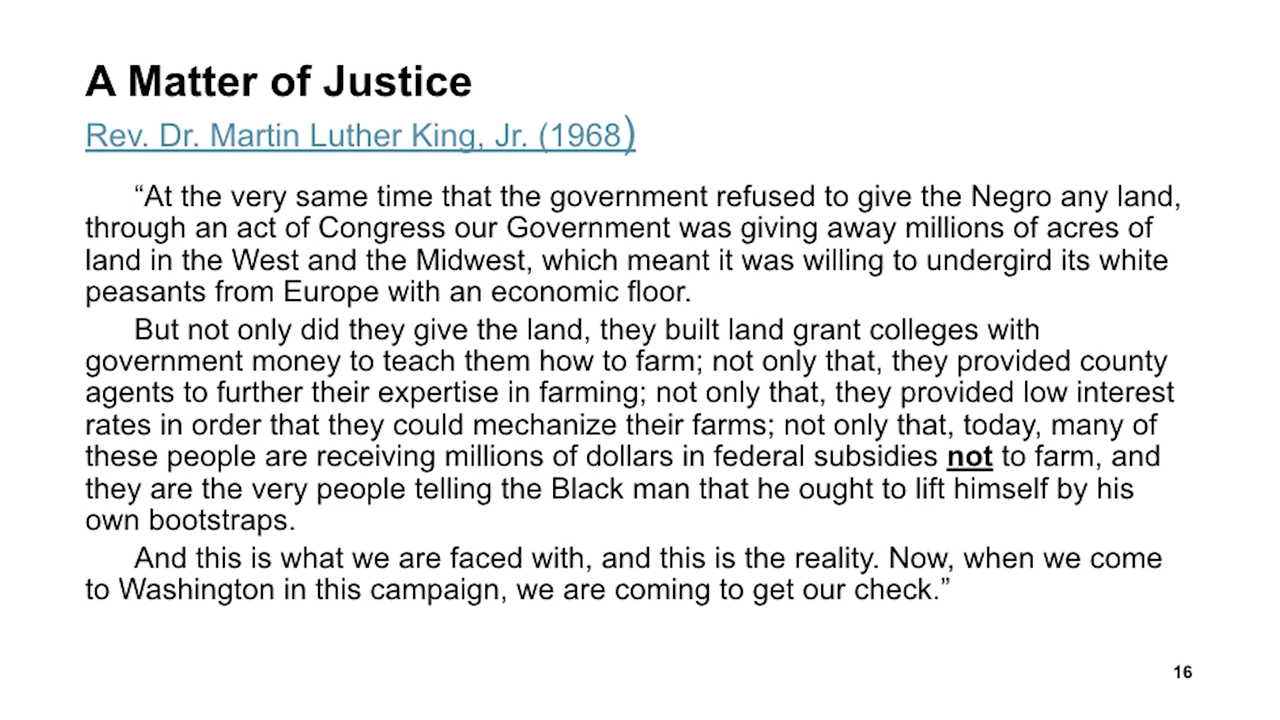 A Matter of Justice
Rev. Dr. Martin Luther King, Jr. (1968)
“At the very same time that the government refused to give the Negro any land,
through an act of Congress our Government was giving away millions of acres of
land in the West and the Midwest, which meant it was willing to undergird its white
peasants from Europe with an economic floor.
But not only did they give the land, they built land grant colleges with
government money to teach them how to farm; not only that, they provided county
agents to further their expertise in farming; not only that, they provided low interest
rates in order that they could mechanize their farms; not only that, today, many of
these people are receiving millions of dollars in federal subsidies not to farm, and
they are the very people telling the Black man that he ought to lift himself by his
own bootstraps.
And this is what we are faced with, and this is the reality. Now, when we come
to Washington in this campaign, we are coming to get our check.”
16